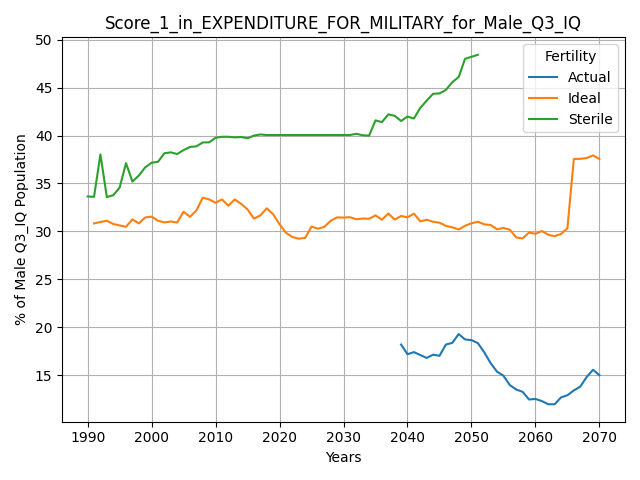 Score_1_in_EXPENDITURE_FOR_MILITARY_for_Male_Q3_IQ
50
45
40
35
30
25
20
15
% of Male Q3_IQ Population
Fertility
Actual
Ideal
Sterile
1990 2000 2010 2020 2030 2040 2050 2060 2070
Years